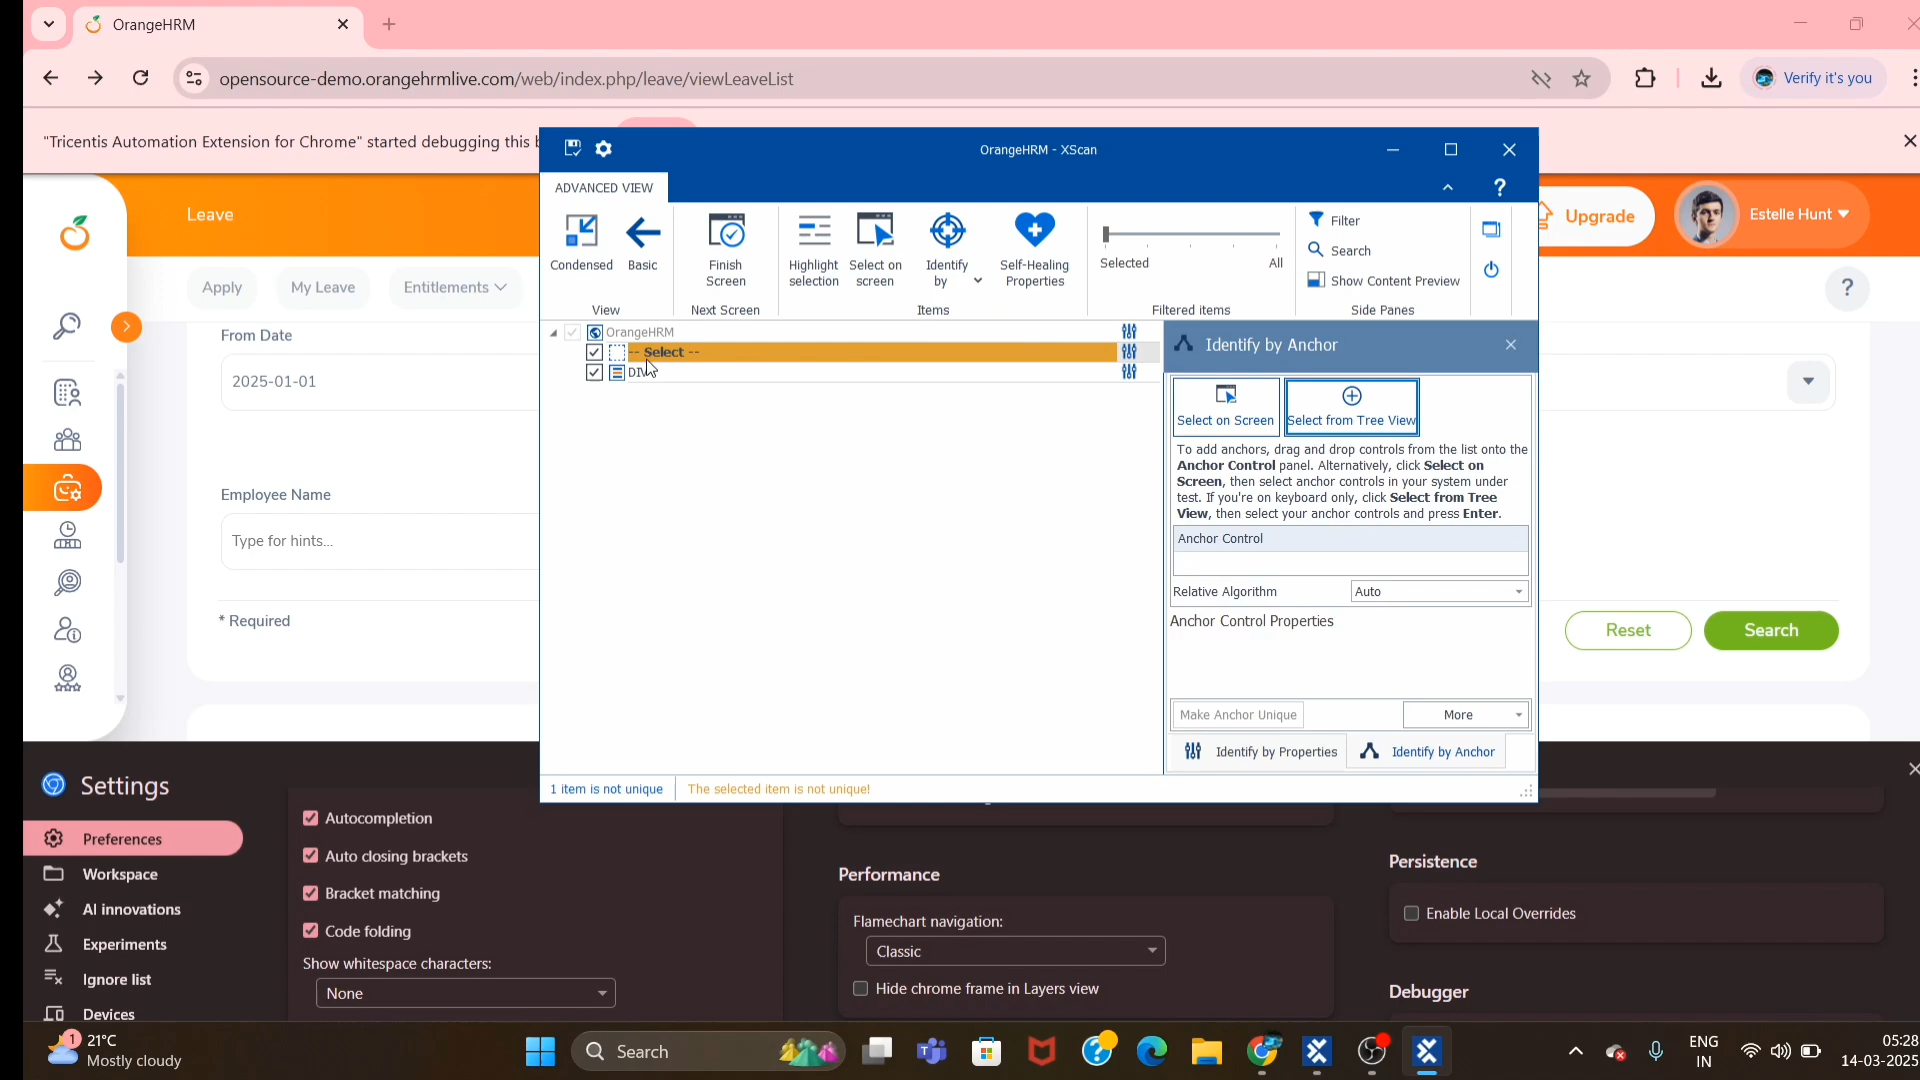 OrangeHRM
opensource-demo.orangehrmlive.com/web/index.php/leave/viewLeaveList
Verify it's you
"Tricentis Automation Extension for Chrome" started debugging this b
OrangeHRM - XScan
ADVANCED VIEW
Condensed
Basic
View
Finish
Screen
Next Screen
Highlight
selection
Select on
screen
Identify
by
Self-Healing
Properties
Items
Selected
All
Filtered items
Filter
Search
Show Content Preview
Side Panes
OrangeHRM
-- Select --
DIV
Identify by Anchor
Select on Screen
Select from Tree View
To add anchors, drag and drop controls from the list onto the
Anchor Control panel. Alternatively, click Select on
Screen, then select anchor controls in your system under
test. If you're on keyboard only, click Select from Tree
View, then select your anchor controls and press Enter.
Anchor Control
Relative Algorithm
Auto
Anchor Control Properties
Make Anchor Unique
More
Identify by Properties
Identify by Anchor
1 item is not unique
The selected item is not unique!
Leave
Upgrade
Estelle Hunt
Apply
My Leave
Entitlements
?
From Date
2025-01-01
Employee Name
Type for hints...
* Required
Reset
Search
Settings
Preferences
Workspace
AI innovations
Experiments
Ignore list
Devices
Autocompletion
Auto closing brackets
Bracket matching
Code folding
Show whitespace characters:
None
Performance
Flamechart navigation:
Classic
Hide chrome frame in Layers view
Persistence
Enable Local Overrides
Debugger
1
21°C
Mostly cloudy
Search
ENG
IN
05:28
14-03-2025